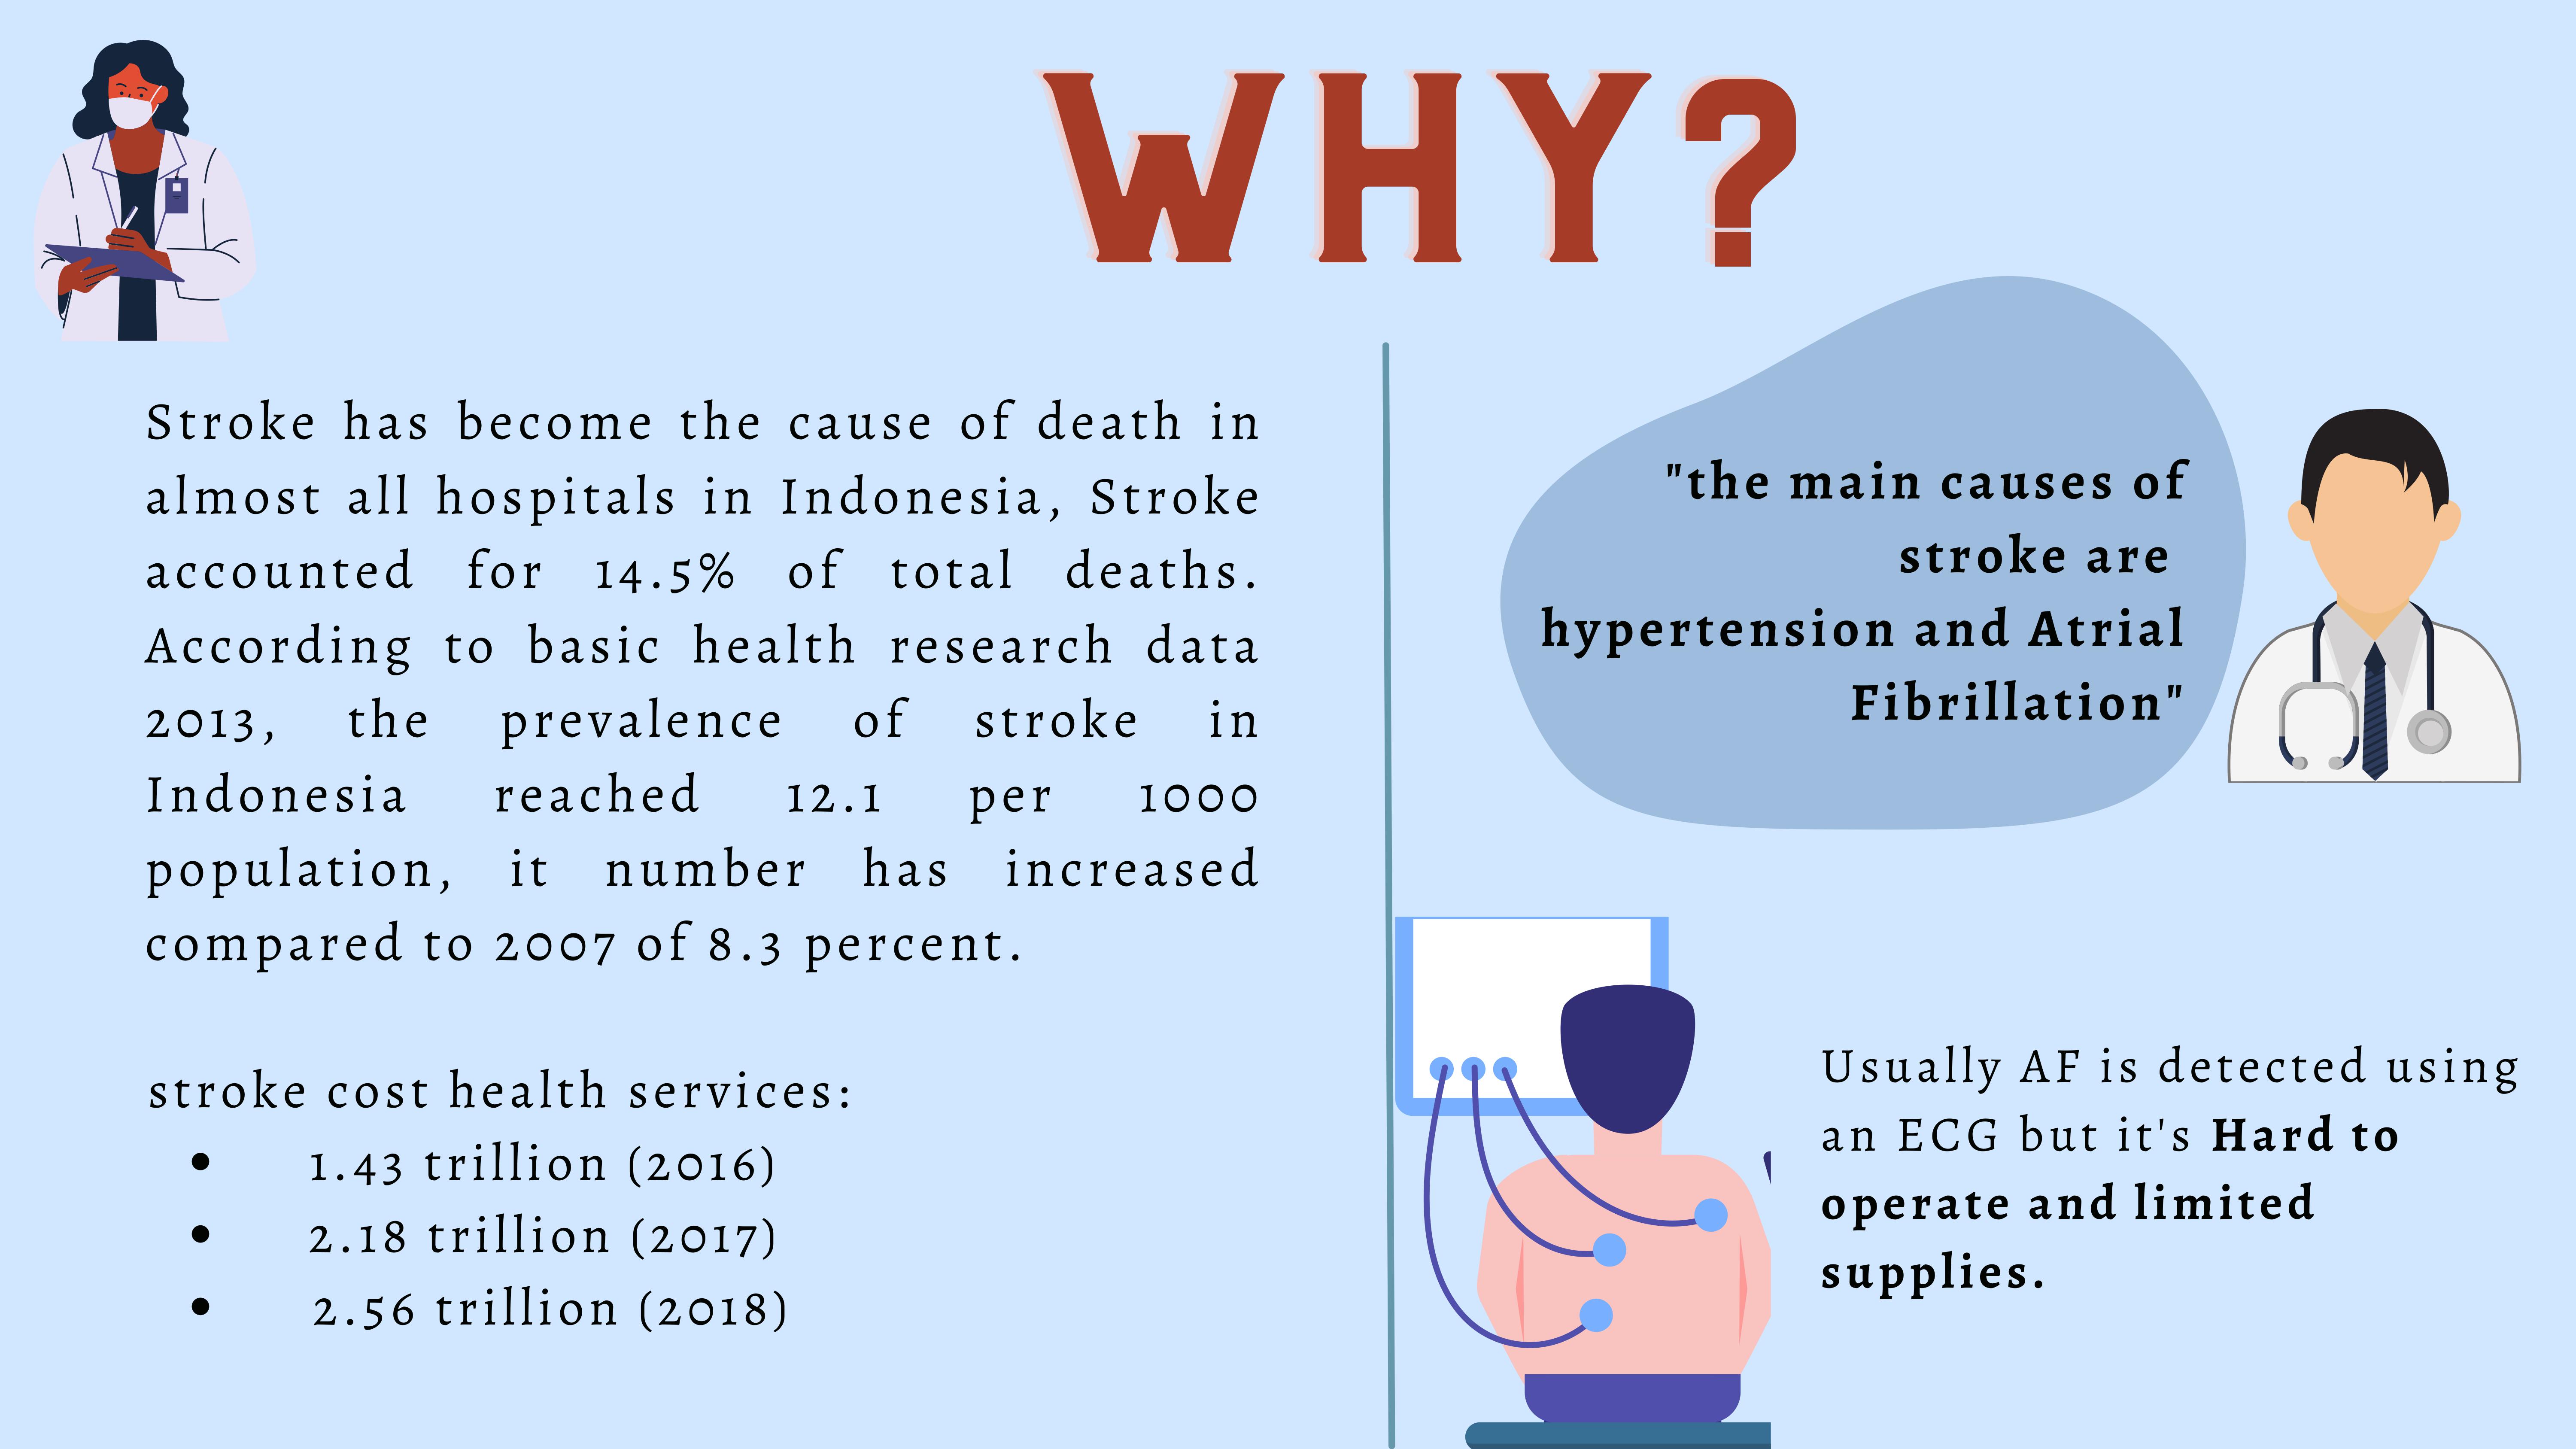 WHY?
Stroke has become the cause of death in
almost all hospitals in Indonesia, Stroke
accounted for 14.5% of total deaths.
According to basic health research data
2013, the prevalence of stroke in
Indonesia reached 12.1 per 1000
population, it number has increased
compared to 2007 of 8.3 percent.
stroke cost health services:
• 1.43 trillion (2016)
• 2.18 trillion (2017)
• 2.56 trillion (2018)
"the main causes of
stroke are
hypertension and Atrial
Fibrillation"
Usually AF is detected using
an ECG but it's Hard to
operate and limited
supplies.